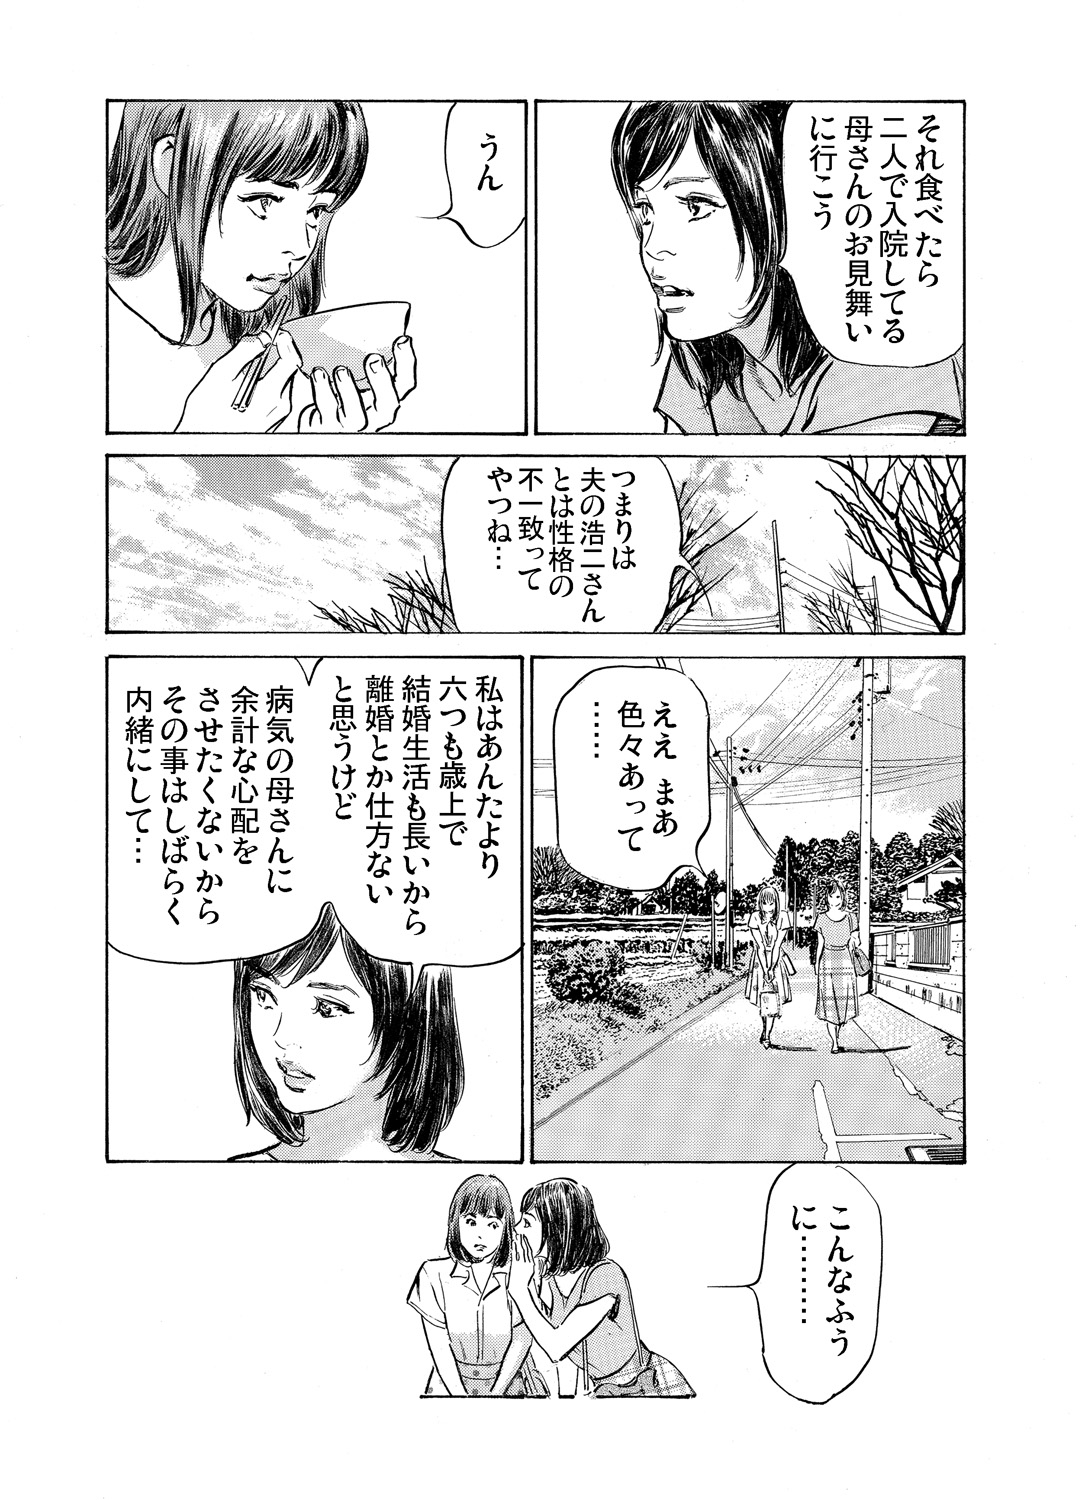 それ食べたら
二人で入院してる
母さんのお見舞い
に行こう
うん
つまりは
夫の浩二さん
とは性格の
不一致って
やつね…
ええ まあ
色々あって
……
私はあんたより
六つも歳上で
結婚生活も長いから
離婚とか仕方ない
と思うけど
病気の母さんに
余計な心配を
させたくないから
その事はしばらく
内緒にして…
こんなふう
に………